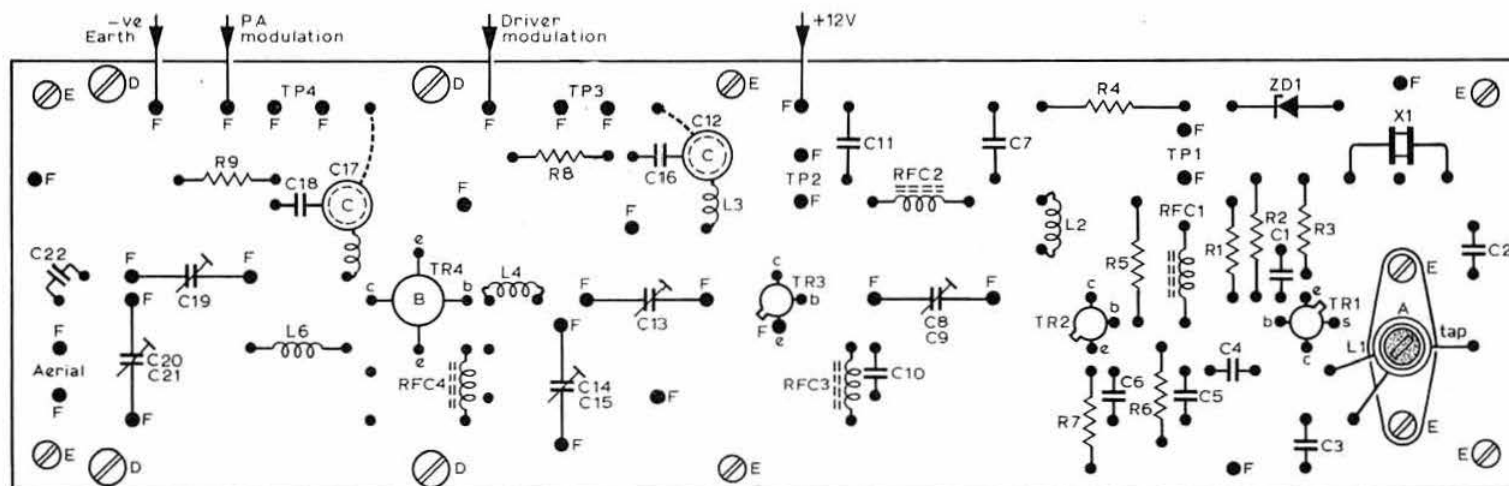 -ve
Earth
PA
modulation
Driver
modulation
+12V
E
D
TP4
D
TP3
E
F
F
F
F
F
F
F
F
R4
ZD1
F
E
C12
C11
C7
F
X1
F
R9
C17
C
R8
C16
C
F
TP2
F
RFC2
TP1
F
C18
F
L3
F
L2
RFC1
R1
R2
C1
R3
C2
R5
C22
F
C19
F
e
c
TR4
B
b
e
L4
F
C13
F
c
TR3
b
F
e
F
C8
C9
F
c
TR2
b
e
e
TR1
b
s
c
E
A
L1
tap
F
F
Aerial
F
C20
C21
F
L6
RFC4
F
C14
C15
F
F
RFC3
C10
R7
C6
R6
C5
C4
C3
F
E
E
D
D
E
E